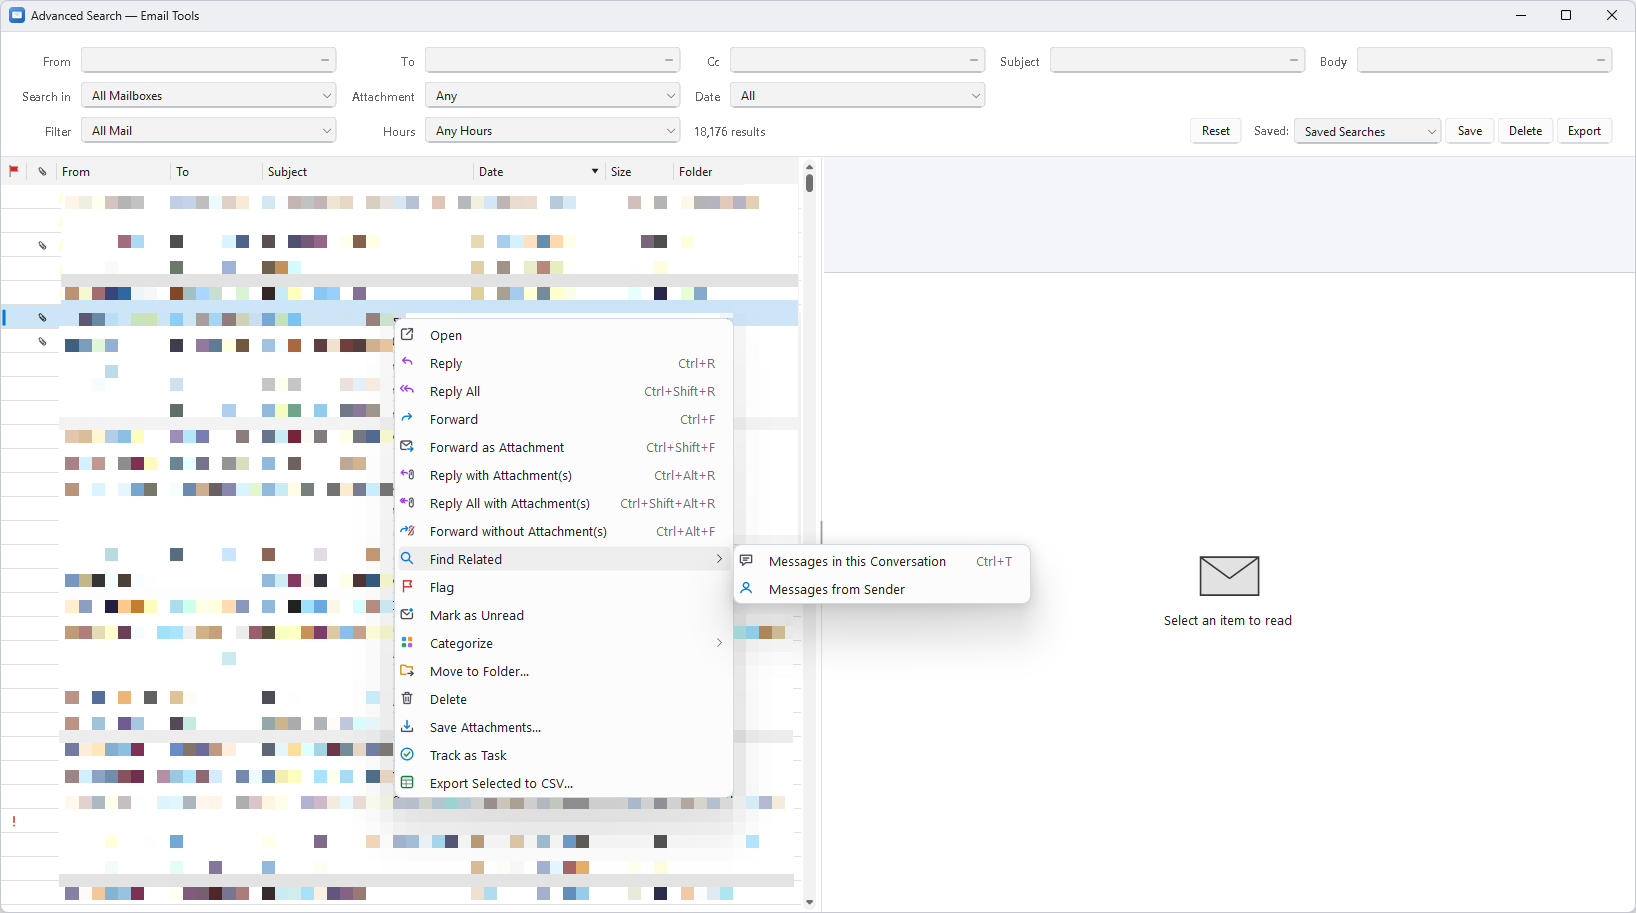 Advanced Search — Email Tools
From To Cc Subject Body
Search in All Mailboxes Attachment Any Date All
Filter All Mail Hours Any Hours 18,176 results Reset Saved: Saved Searches Save Delete Export
From To Subject Date Size Folder
Open
Reply Ctrl+R
Reply All Ctrl+Shift+R
Forward Ctrl+F
Forward as Attachment Ctrl+Shift+F
Reply with Attachment(s) Ctrl+Alt+R
Reply All with Attachment(s) Ctrl+Shift+Alt+R
Forward without Attachment(s) Ctrl+Alt+F
Find Related
Messages in this Conversation Ctrl+T
Messages from Sender
Flag
Mark as Unread
Categorize
Move to Folder...
Delete
Save Attachments...
Track as Task
Export Selected to CSV...
Select an item to read